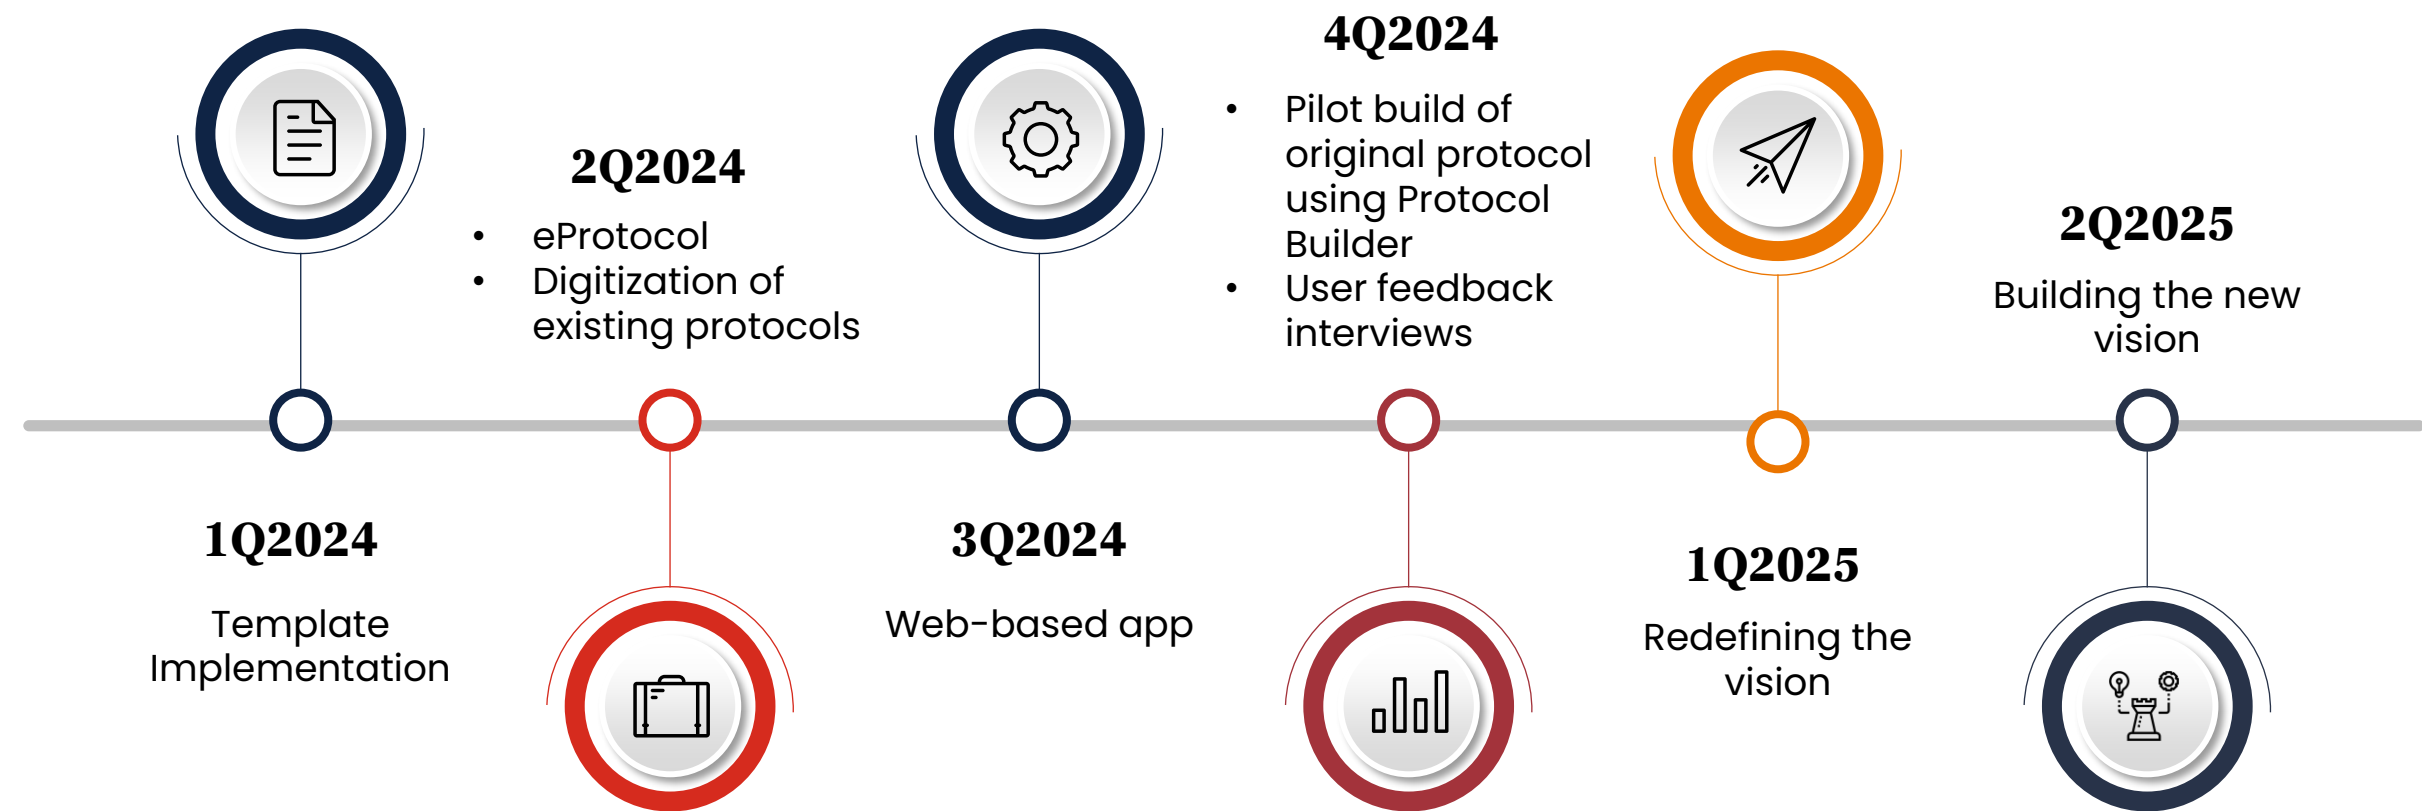 1Q2024
Template
Implementation
2Q2024
• eProtocol
• Digitization of
existing protocols
3Q2024
Web-based app
4Q2024
• Pilot build of
original protocol
using Protocol
Builder
• User feedback
interviews
1Q2025
Redefining the
vision
2Q2025
Building the new
vision